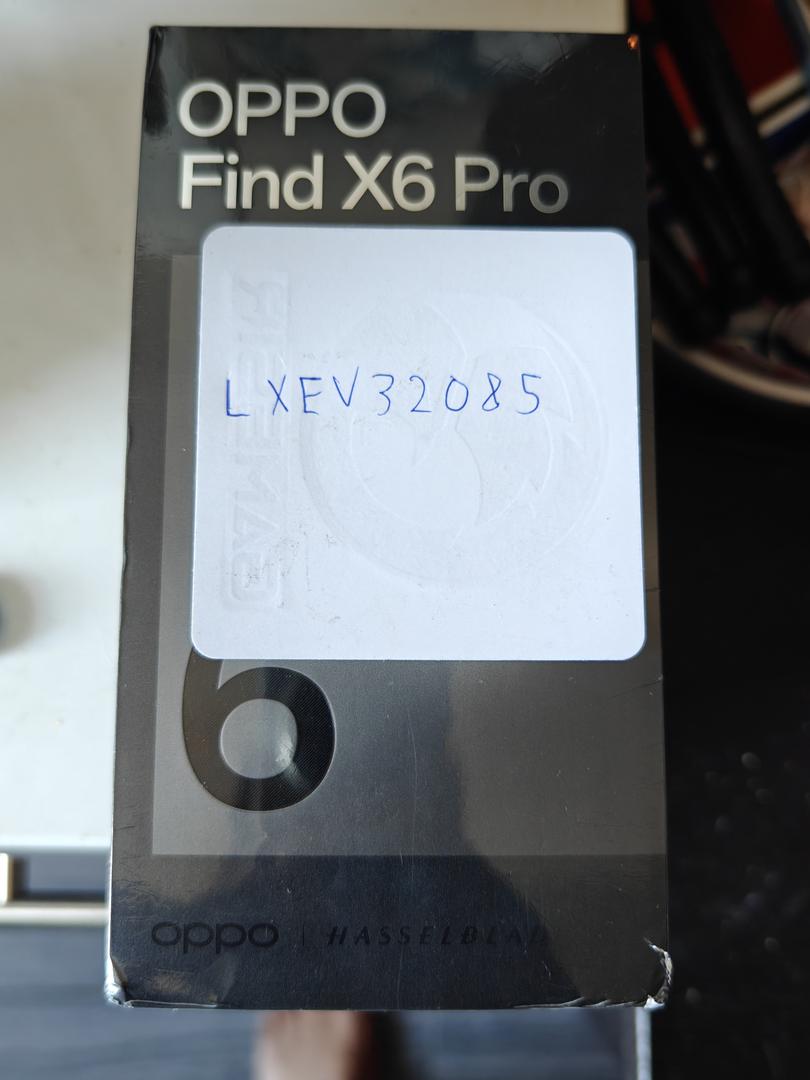 OPPO
Find X6 Pro
LXEV32085
6
oppo | HASSELBLAD